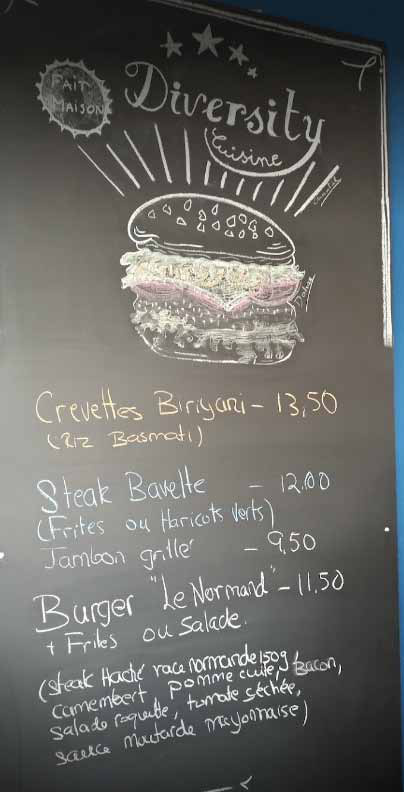 FAIT
MAISON
Diversity
Cuisine
Crevettes Biriyani - 13,50
(Riz Basmati)
Steak Bavette - 12.00
(Frites ou Haricots verts)
Jambon grillé - 9,50
Burger "Le Normand" - 11,50
+ Frites ou Salade.
(Steak Haché race normande 150g,
Camembert, pomme cuite, Bacon,
Salade roquette, tomate séchée,
sauce moutarde mayonnaise)